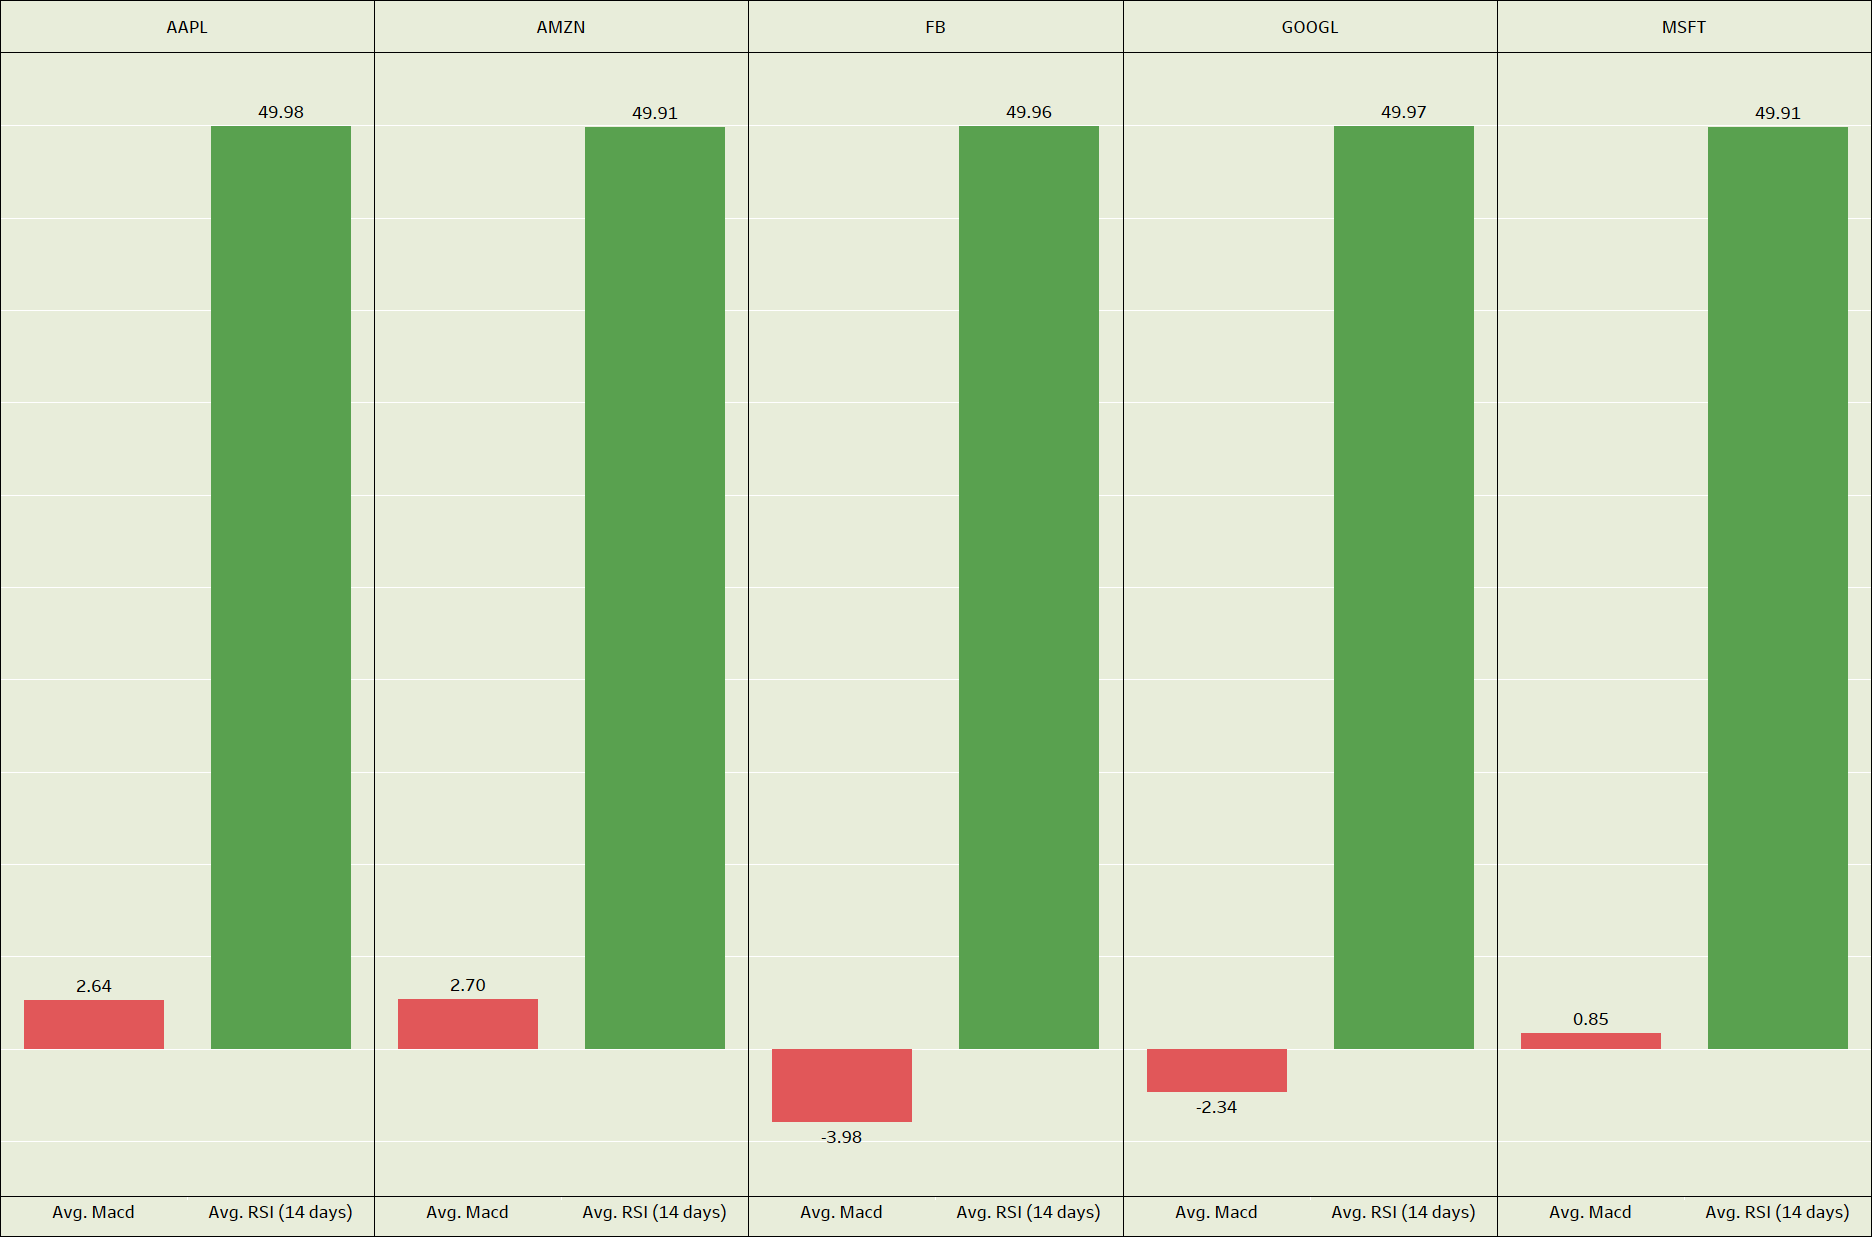 AAPL AMZN FB GOOGL MSFT
49.98 49.91 49.96 49.97 49.91
2.64 2.70 0.85
-3.98 -2.34
Avg. Macd Avg. RSI (14 days) Avg. Macd Avg. RSI (14 days) Avg. Macd Avg. RSI (14 days) Avg. Macd Avg. RSI (14 days) Avg. Macd Avg. RSI (14 days)